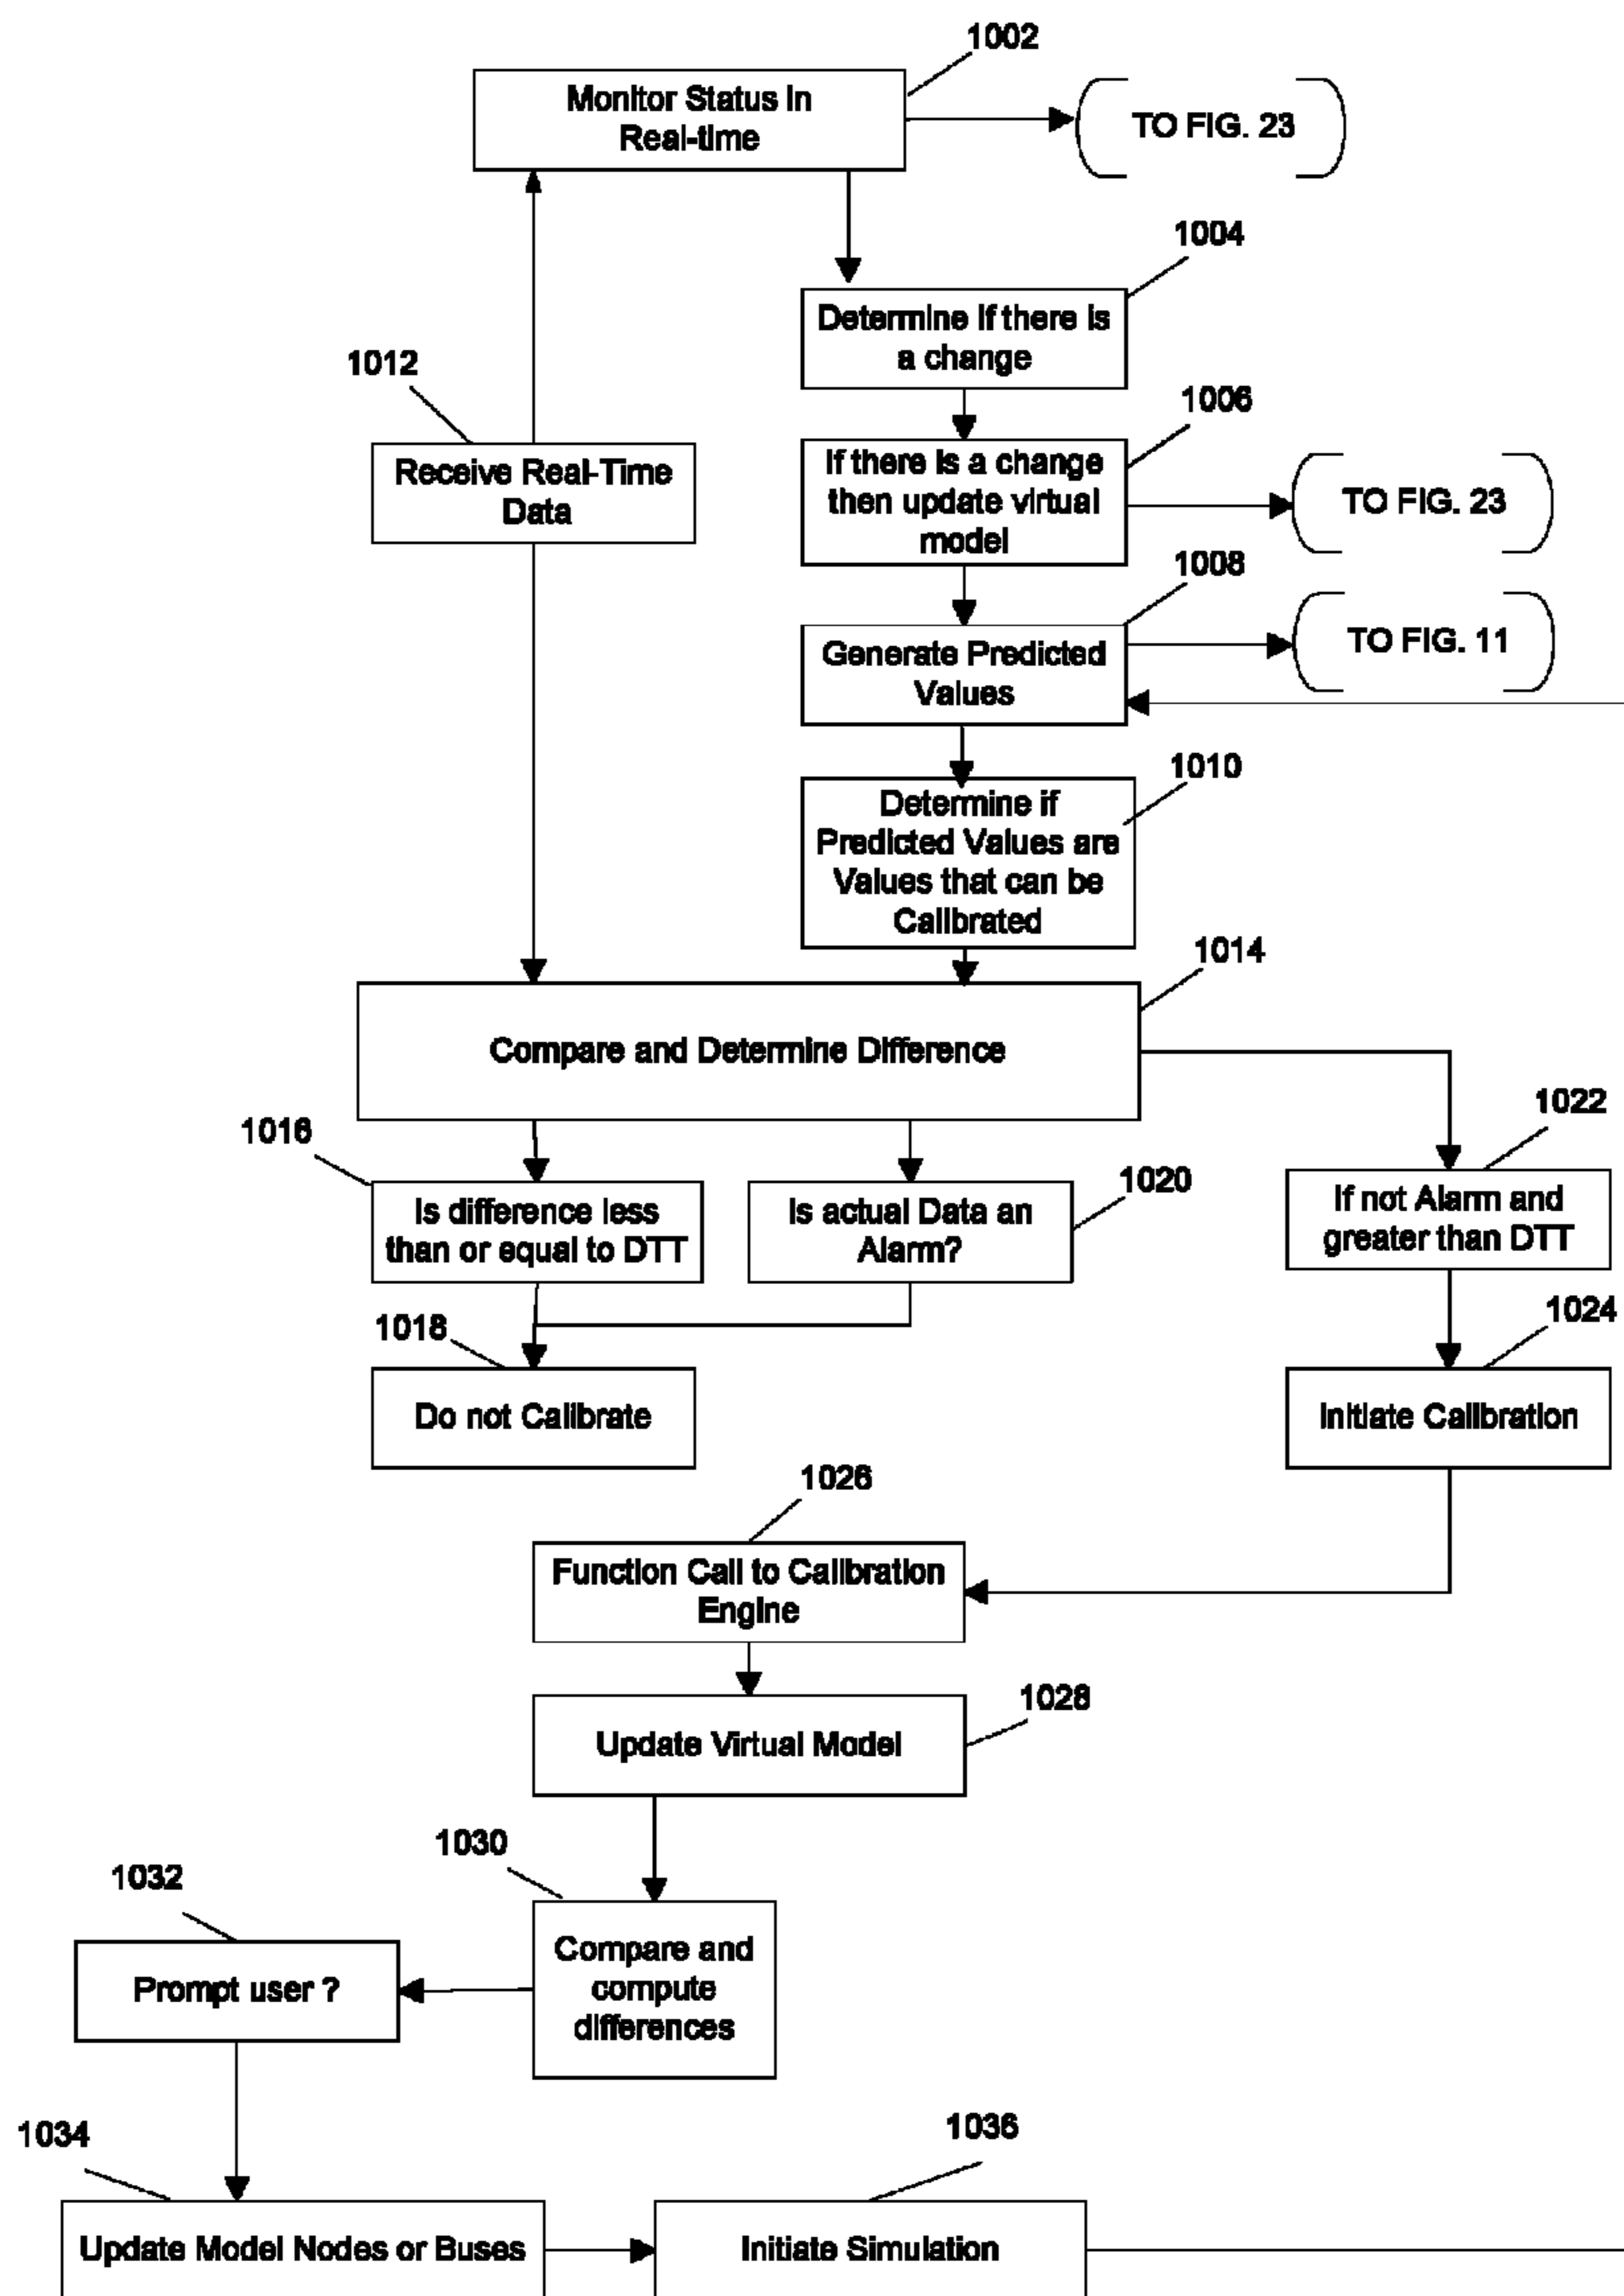 1002
Monitor Status in
Real-time
TO FIG. 23
1004
Determine if there is
a change
1012
Receive Real-Time
Data
1006
If there is a change
then update virtual
model
TO FIG. 23
1008
Generate Predicted
Values
TO FIG. 11
1010
Determine if
Predicted Values are
Values that can be
Calibrated
1014
Compare and Determine Difference
1016
Is difference less
than or equal to DTT
1020
Is actual Data an
Alarm?
1022
If not Alarm and
greater than DTT
1018
Do not Calibrate
1024
Initiate Calibration
1026
Function Call to Calibration
Engine
1028
Update Virtual Model
1030
Compare and
compute
differences
1032
Prompt user ?
1034
Update Model Nodes or Buses
1036
Initiate Simulation